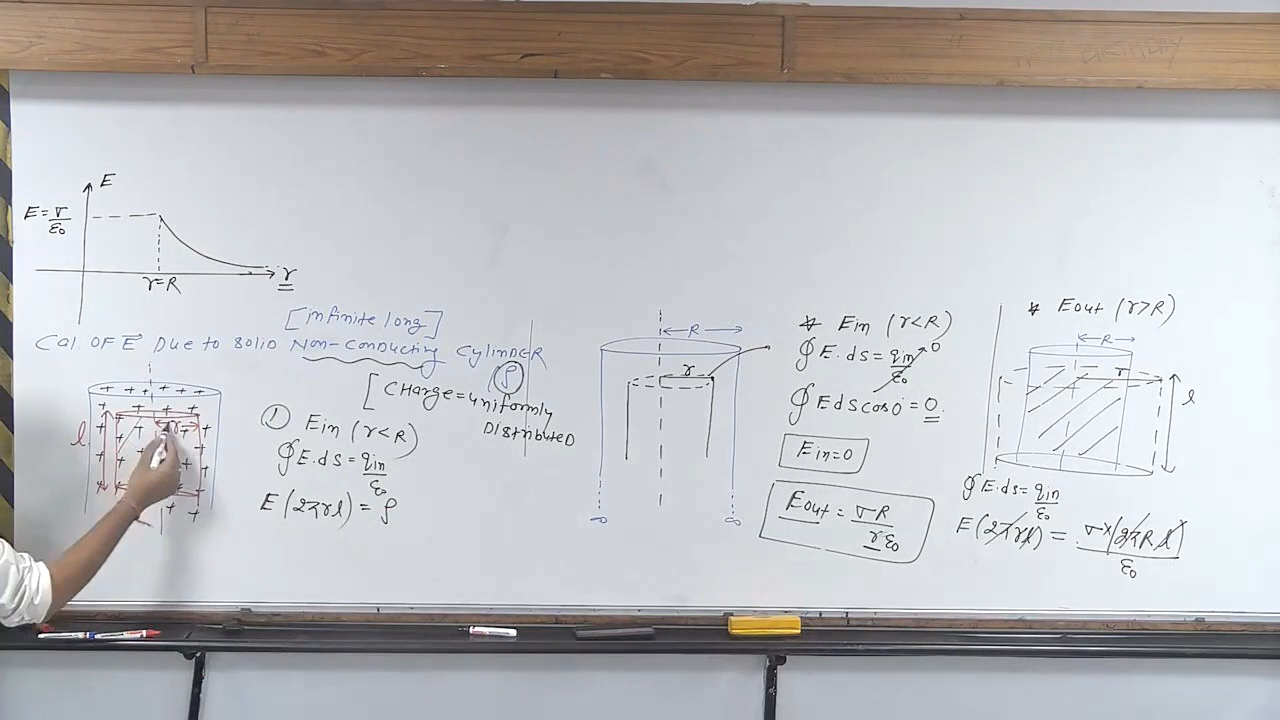 E
E = σ/ε₀
r=R
r
[infinite long]
Cal. OF E⃗ Due to solid Non-conducting CylinDER
ρ
[CHarge = uniformly
Distributed
+ + + + + +
l
r
① Ein (r<R)
∮E.ds = qin/ε₀
E(2πrl) = ρ
R
r
∞ ∞
* Ein (r<R)
∮E.ds = qin/ε₀ 0
∮Edscos0 = 0.
Ein=0
Eout = σR/rε₀
* Eout (r>R)
R
r
l
∮E.ds = qin/ε₀
E(2πrl) = σ×(2πRl)/ε₀